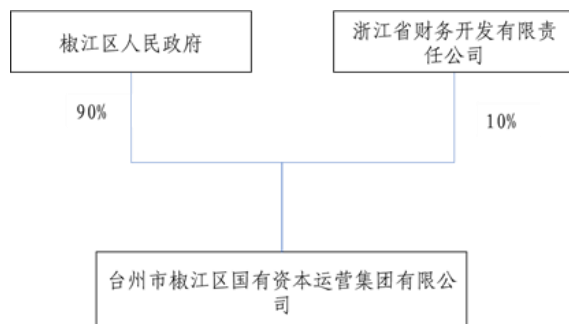 椒江区人民政府
浙江省财务开发有限责
任公司
90%
10%
台州市椒江区国有资本运营集团有限公
司